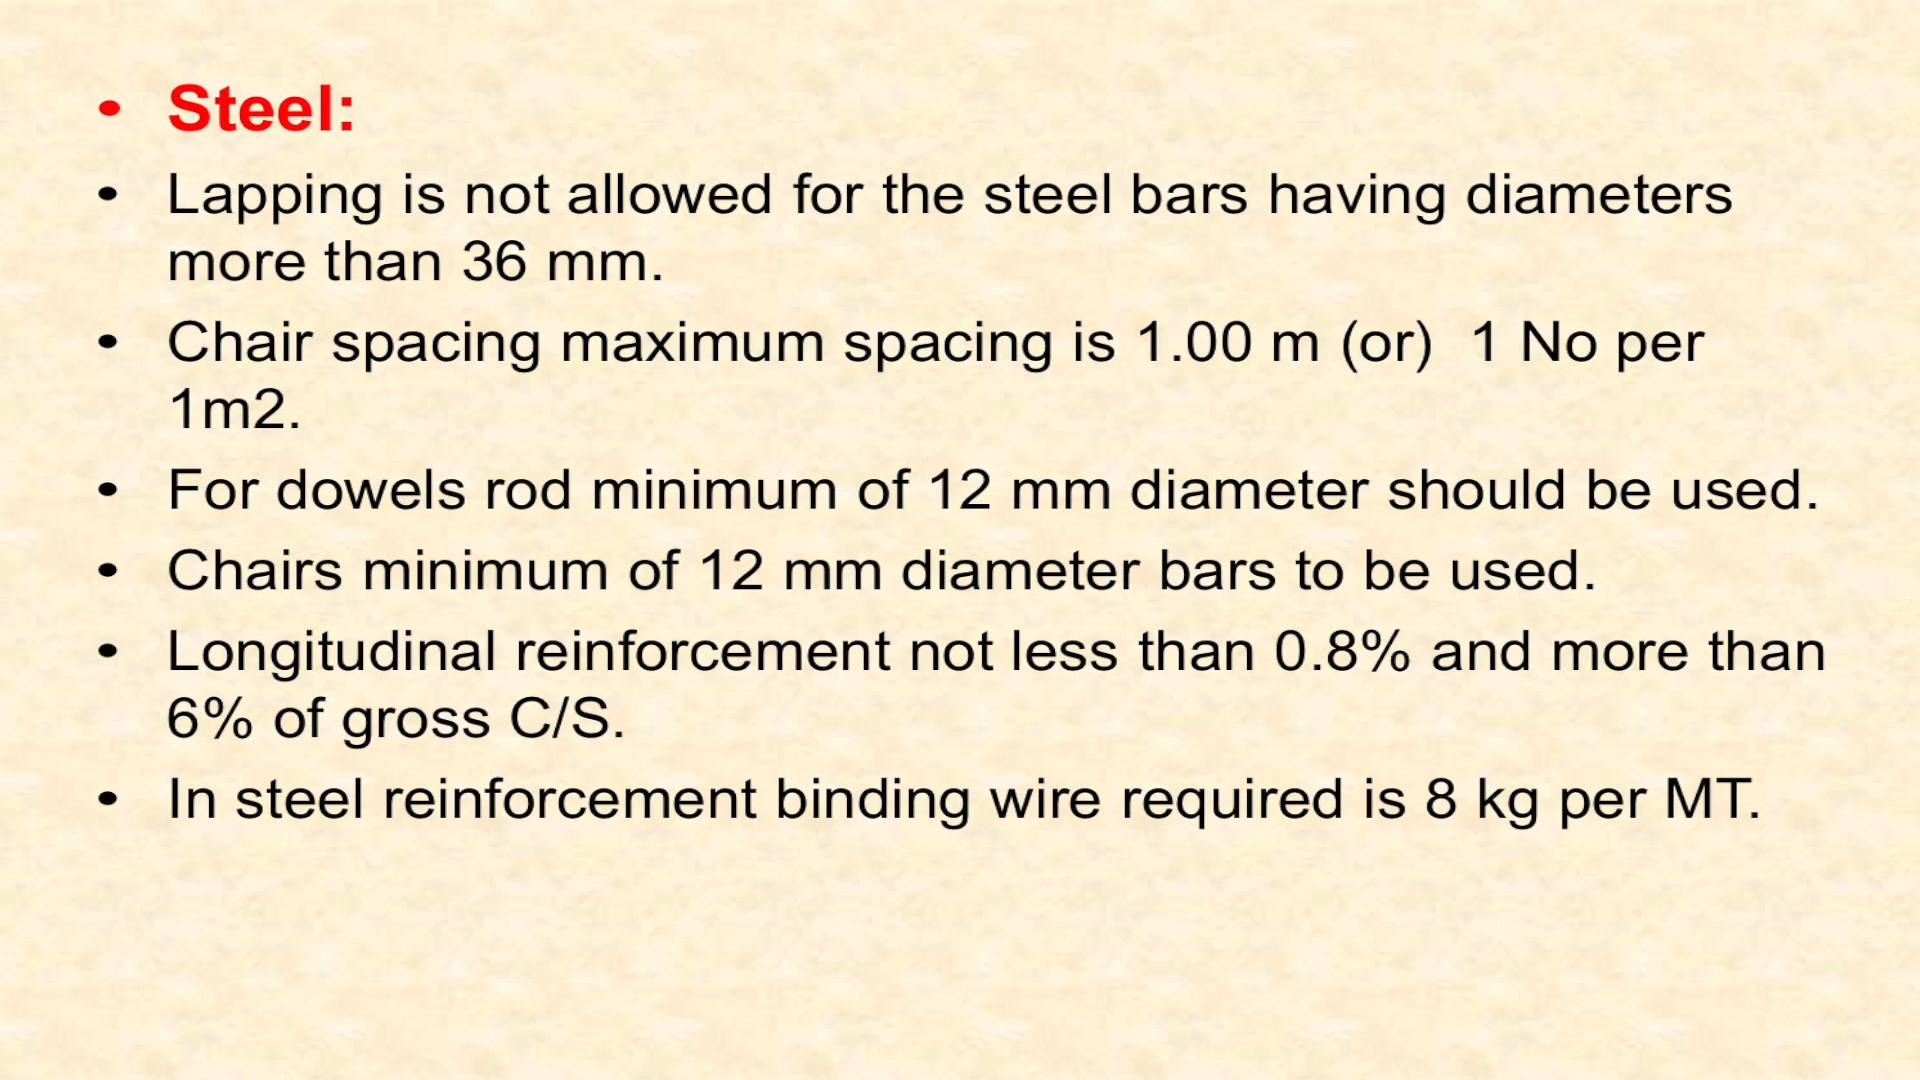 • Steel:
• Lapping is not allowed for the steel bars having diameters
more than 36 mm.
• Chair spacing maximum spacing is 1.00 m (or)  1 No per
1m2.
• For dowels rod minimum of 12 mm diameter should be used.
• Chairs minimum of 12 mm diameter bars to be used.
• Longitudinal reinforcement not less than 0.8% and more than
6% of gross C/S.
• In steel reinforcement binding wire required is 8 kg per MT.